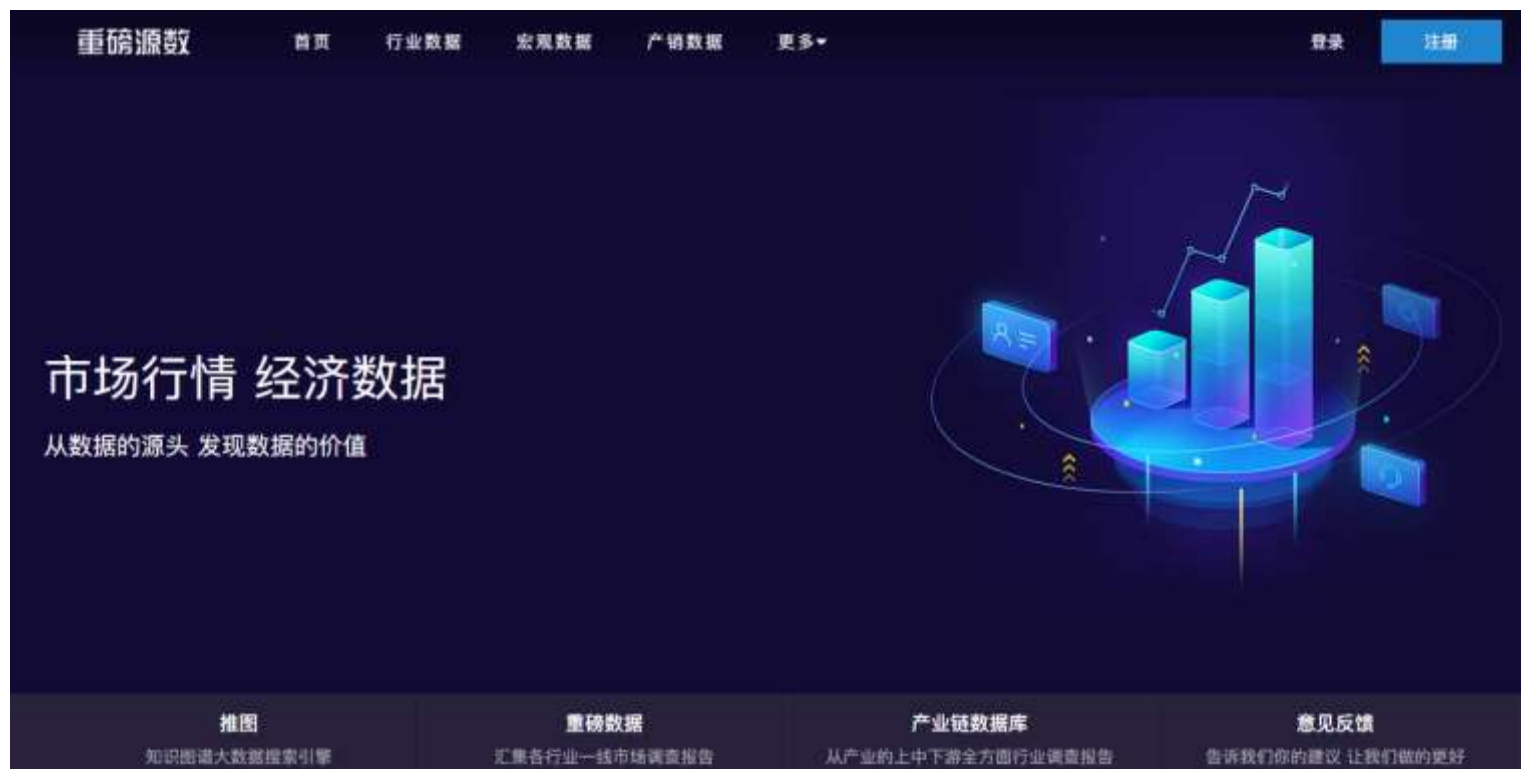 重磅源数 首页 行业数据 宏观数据 产销数据 更多 登录 注册
市场行情 经济数据
从数据的源头 发现数据的价值
推图 重磅数据 产业链数据库 意见反馈
知识图谱大数据搜索引擎 汇集各行业一线市场调查报告 从产业的上中下游全方面行业调查报告 告诉我们你的建议 让我们做的更好